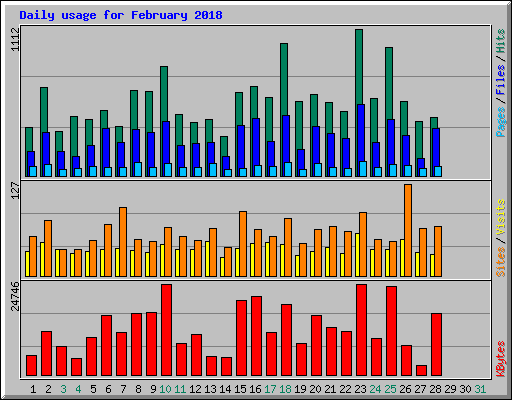 Daily usage for February 2018
1112
Pages / Files / Hits
127
Sites / Visits
24746
KBytes
1 2 3 4 5 6 7 8 9 10 11 12 13 14 15 16 17 18 19 20 21 22 23 24 25 26 27 28 29 30 31